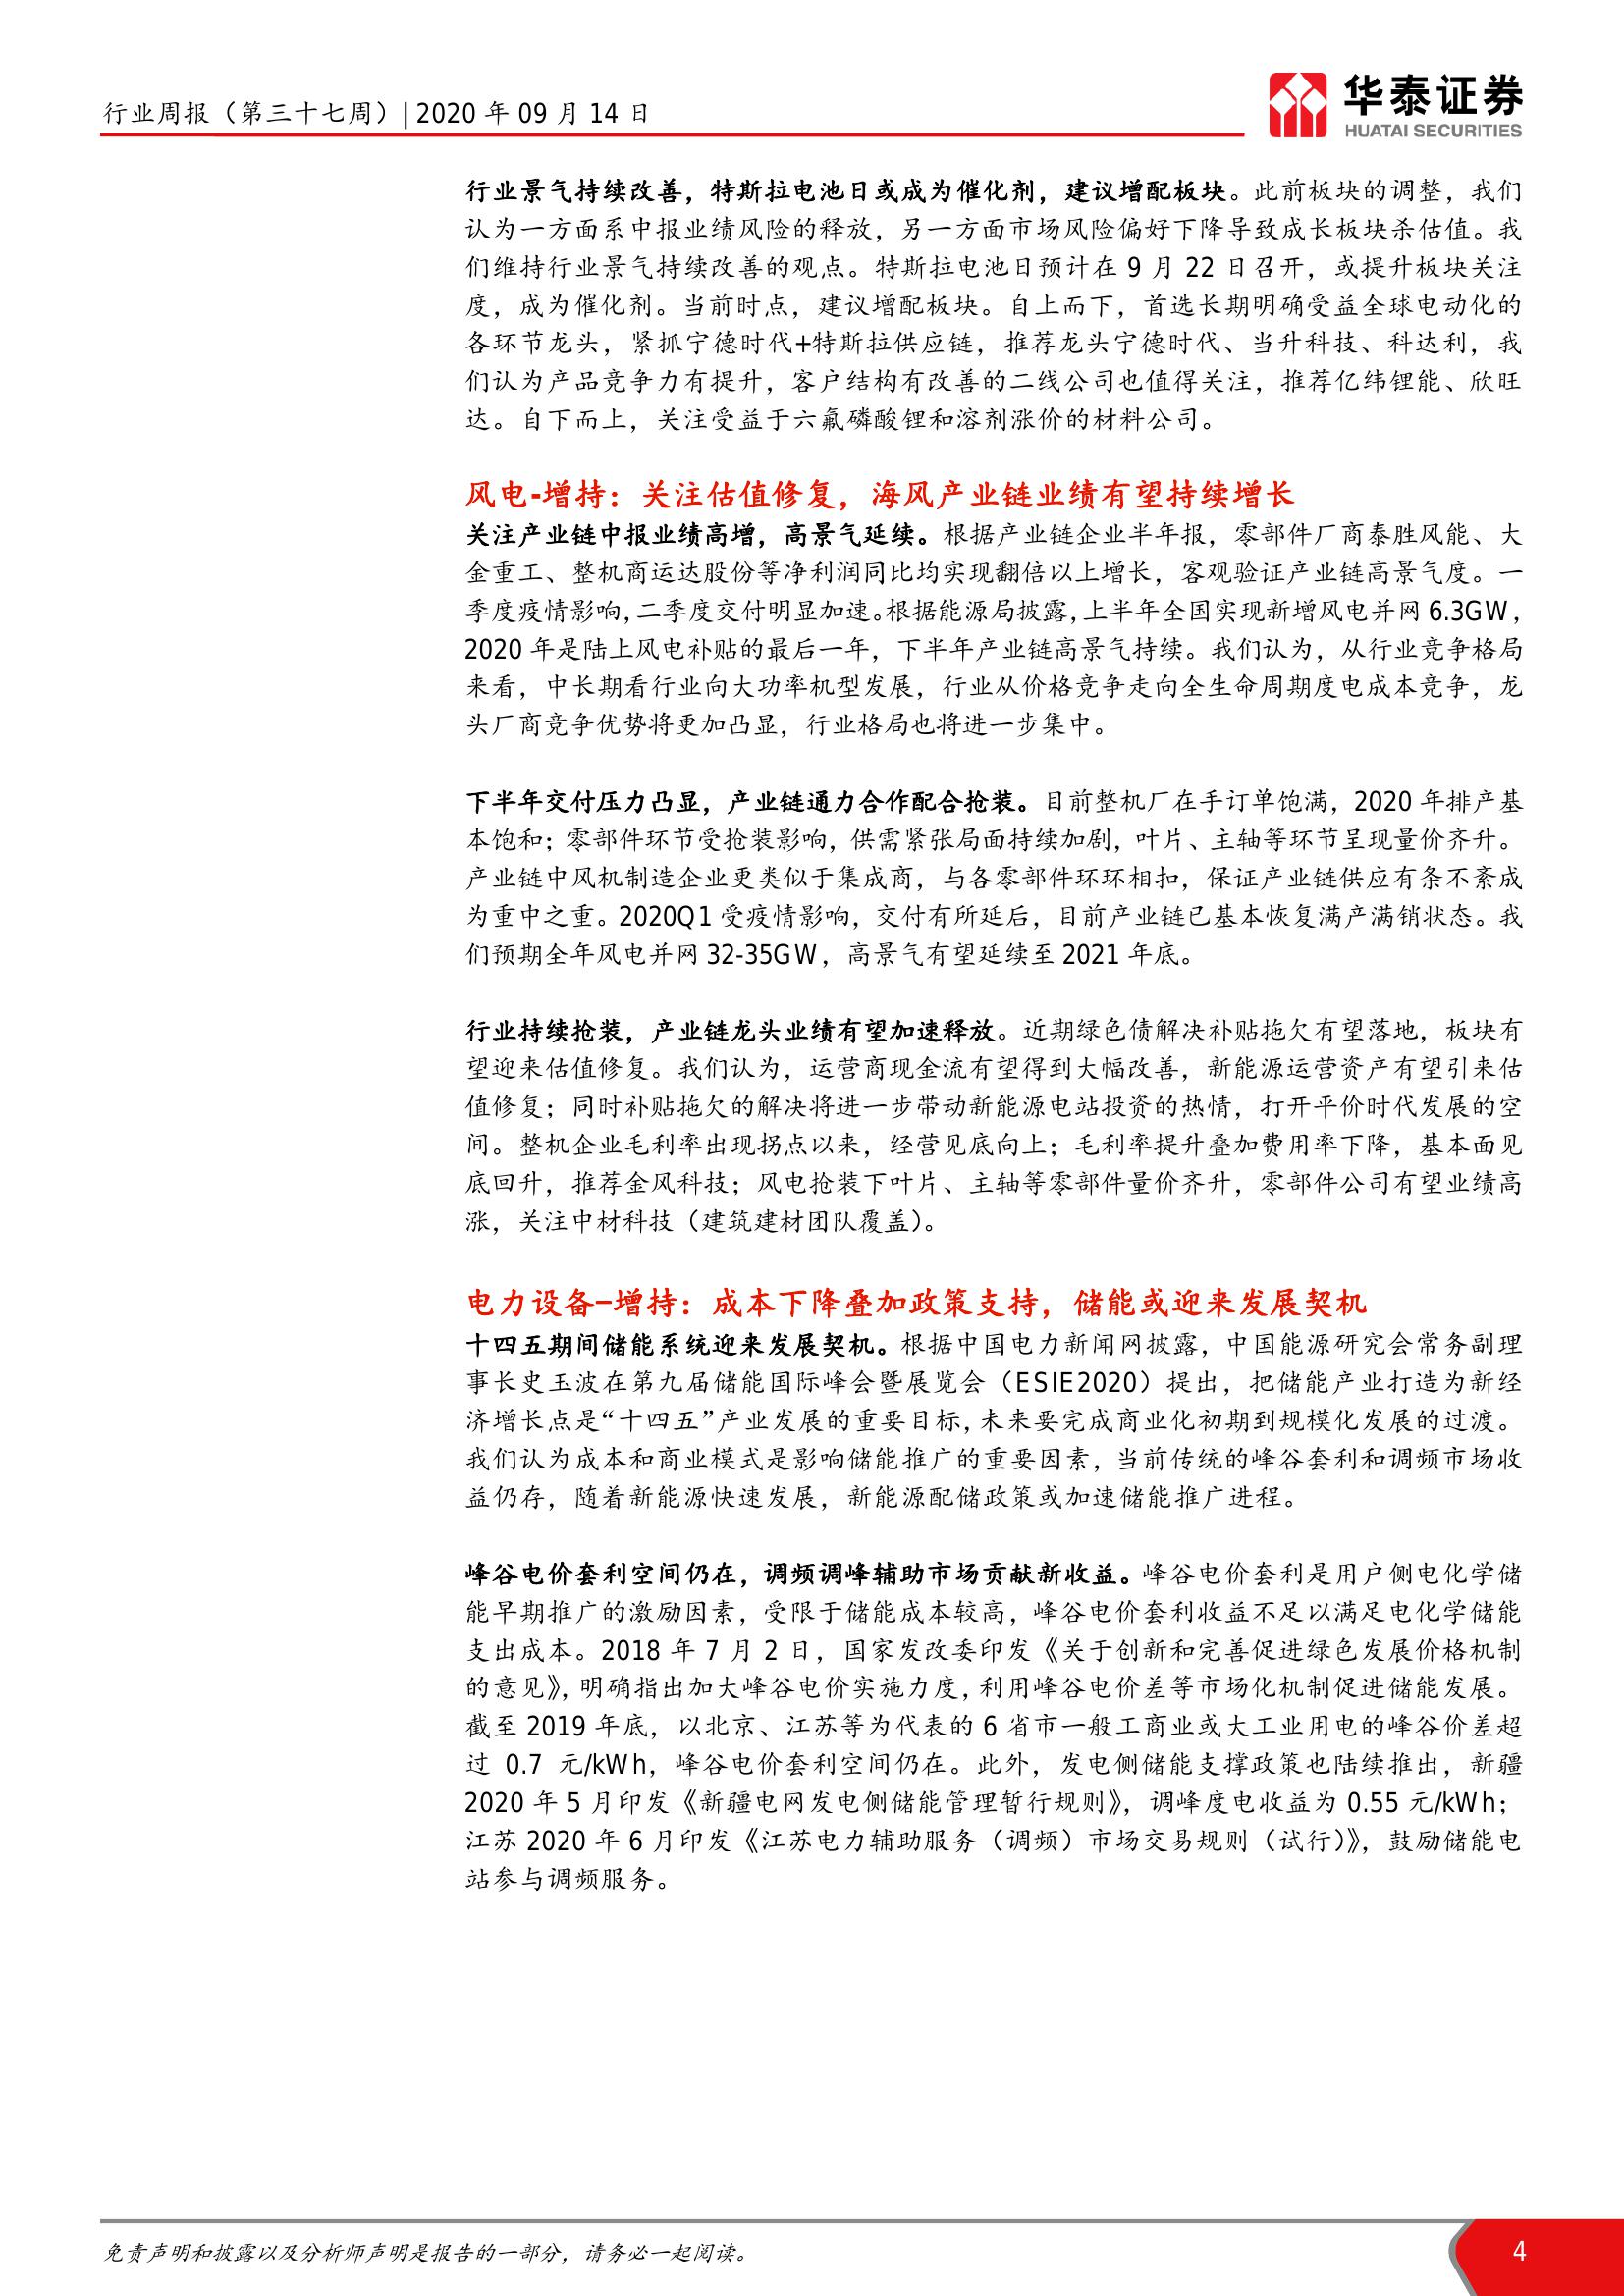 行业周报（第三十七周）| 2020 年 09 月 14 日
华泰证券
HUATAI SECURITIES
行业景气持续改善，特斯拉电池日或成为催化剂，建议增配板块。此前板块的调整，我们
认为一方面系中报业绩风险的释放，另一方面市场风险偏好下降导致成长板块杀估值。我
们维持行业景气持续改善的观点。特斯拉电池日预计在 9 月 22 日召开，或提升板块关注
度，成为催化剂。当前时点，建议增配板块。自上而下，首选长期明确受益全球电动化的
各环节龙头，紧抓宁德时代+特斯拉供应链，推荐龙头宁德时代、当升科技、科达利，我
们认为产品竞争力有提升，客户结构有改善的二线公司也值得关注，推荐亿纬锂能、欣旺
达。自下而上，关注受益于六氟磷酸锂和溶剂涨价的材料公司。
风电-增持：关注估值修复，海风产业链业绩有望持续增长
关注产业链中报业绩高增，高景气延续。根据产业链企业半年报，零部件厂商泰胜风能、大
金重工、整机商运达股份等净利润同比均实现翻倍以上增长，客观验证产业链高景气度。一
季度疫情影响，二季度交付明显加速。根据能源局披露，上半年全国实现新增风电并网 6.3GW，
2020 年是陆上风电补贴的最后一年，下半年产业链高景气持续。我们认为，从行业竞争格局
来看，中长期看行业向大功率机型发展，行业从价格竞争走向全生命周期度电成本竞争，龙
头厂商竞争优势将更加凸显，行业格局也将进一步集中。
下半年交付压力凸显，产业链通力合作配合抢装。目前整机厂在手订单饱满，2020 年排产基
本饱和；零部件环节受抢装影响，供需紧张局面持续加剧，叶片、主轴等环节呈现量价齐升。
产业链中风机制造企业更类似于集成商，与各零部件环环相扣，保证产业链供应有条不紊成
为重中之重。2020Q1 受疫情影响，交付有所延后，目前产业链已基本恢复满产满销状态。我
们预期全年风电并网 32-35GW，高景气有望延续至 2021 年底。
行业持续抢装，产业链龙头业绩有望加速释放。近期绿色债解决补贴拖欠有望落地，板块有
望迎来估值修复。我们认为，运营商现金流有望得到大幅改善，新能源运营资产有望引来估
值修复；同时补贴拖欠的解决将进一步带动新能源电站投资的热情，打开平价时代发展的空
间。整机企业毛利率出现拐点以来，经营见底向上；毛利率提升叠加费用率下降，基本面见
底回升，推荐金风科技；风电抢装下叶片、主轴等零部件量价齐升，零部件公司有望业绩高
涨，关注中材科技（建筑建材团队覆盖）。
电力设备–增持：成本下降叠加政策支持，储能或迎来发展契机
十四五期间储能系统迎来发展契机。根据中国电力新闻网披露，中国能源研究会常务副理
事长史玉波在第九届储能国际峰会暨展览会（ESIE2020）提出，把储能产业打造为新经
济增长点是“十四五”产业发展的重要目标，未来要完成商业化初期到规模化发展的过渡。
我们认为成本和商业模式是影响储能推广的重要因素，当前传统的峰谷套利和调频市场收
益仍存，随着新能源快速发展，新能源配储政策或加速储能推广进程。
峰谷电价套利空间仍在，调频调峰辅助市场贡献新收益。峰谷电价套利是用户侧电化学储
能早期推广的激励因素，受限于储能成本较高，峰谷电价套利收益不足以满足电化学储能
支出成本。2018 年 7 月 2 日，国家发改委印发《关于创新和完善促进绿色发展价格机制
的意见》，明确指出加大峰谷电价实施力度，利用峰谷电价差等市场化机制促进储能发展。
截至 2019 年底，以北京、江苏等为代表的 6 省市一般工商业或大工业用电的峰谷价差超
过 0.7 元/kWh，峰谷电价套利空间仍在。此外，发电侧储能支撑政策也陆续推出，新疆
2020 年 5 月印发《新疆电网发电侧储能管理暂行规则》，调峰度电收益为 0.55 元/kWh；
江苏 2020 年 6 月印发《江苏电力辅助服务（调频）市场交易规则（试行）》，鼓励储能电
站参与调频服务。
免责声明和披露以及分析师声明是报告的一部分，请务必一起阅读。
4